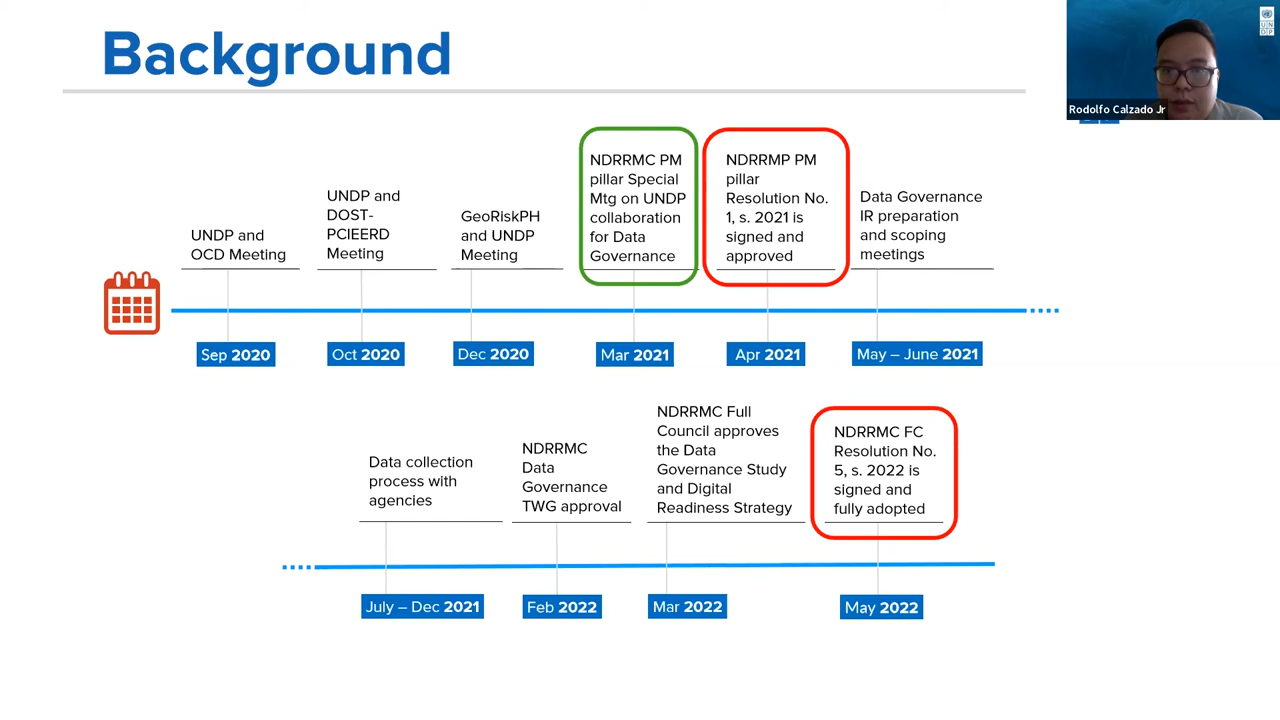 Background
UN
DP
Rodolfo Calzado Jr
UNDP and
OCD Meeting
UNDP and
DOST-
PCIEERD
Meeting
GeoRiskPH
and UNDP
Meeting
NDRRMC PM
pillar Special
Mtg on UNDP
collaboration
for Data
Governance
NDRRMP PM
pillar
Resolution No.
1, s. 2021 is
signed and
approved
Data Governance
IR preparation
and scoping
meetings
Sep 2020
Oct 2020
Dec 2020
Mar 2021
Apr 2021
May – June 2021
Data collection
process with
agencies
NDRRMC
Data
Governance
TWG approval
NDRRMC Full
Council approves
the Data
Governance Study
and Digital
Readiness Strategy
NDRRMC FC
Resolution No.
5, s. 2022 is
signed and
fully adopted
July – Dec 2021
Feb 2022
Mar 2022
May 2022